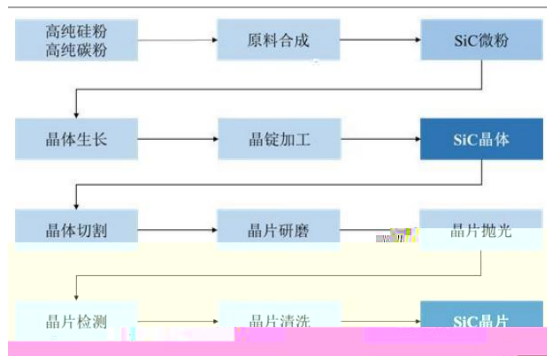 高纯硅粉
高纯碳粉
原料合成
SiC微粉
晶体生长
晶锭加工
SiC晶体
晶体切割
晶片研磨
晶片抛光
晶片检测
晶片清洗
SiC晶片